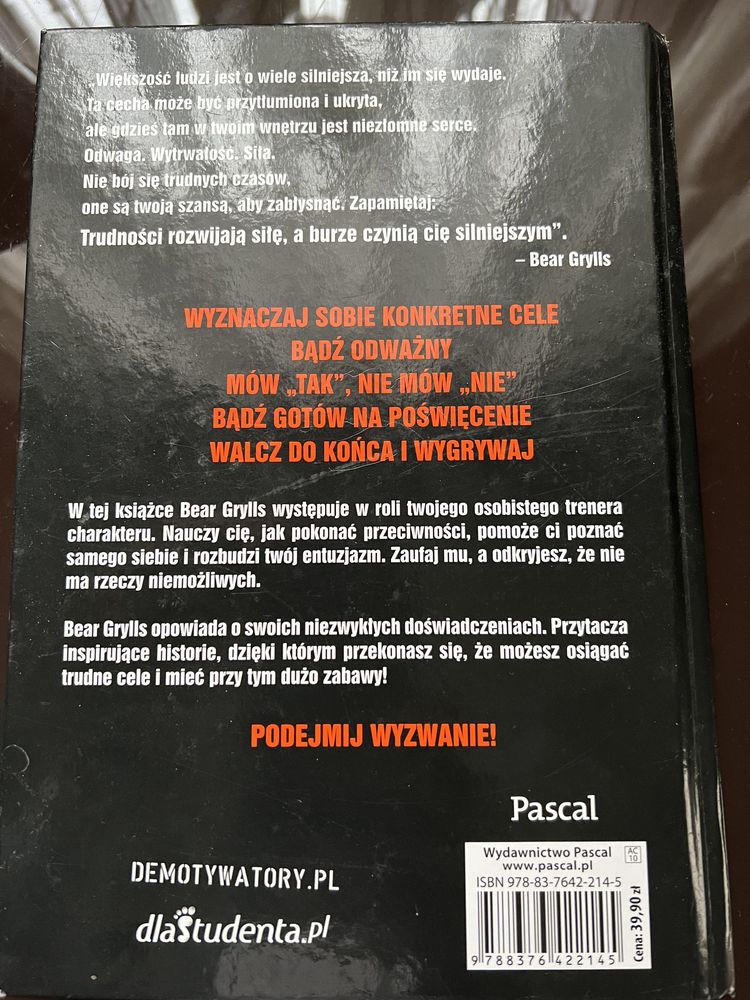 „Większość ludzi jest o wiele silniejsza, niż im się wydaje.
Ta cecha może być przytłumiona i ukryta,
ale gdzieś tam w twoim wnętrzu jest niezłomne serce.
Odwaga. Wytrwałość. Siła.
Nie bój się trudnych czasów,
one są twoją szansą, aby zabłysnąć. Zapamiętaj:
Trudności rozwijają siłę, a burze czynią cię silniejszym”.
– Bear Grylls
WYZNACZAJ SOBIE KONKRETNE CELE
BĄDŹ ODWAŻNY
MÓW „TAK”, NIE MÓW „NIE”
BĄDŹ GOTÓW NA POŚWIĘCENIE
WALCZ DO KOŃCA I WYGRYWAJ
W tej książce Bear Grylls występuje w roli twojego osobistego trenera
charakteru. Nauczy cię, jak pokonać przeciwności, pomoże ci poznać
samego siebie i rozbudzi twój entuzjazm. Zaufaj mu, a odkryjesz, że nie
ma rzeczy niemożliwych.
Bear Grylls opowiada o swoich niezwykłych doświadczeniach. Przytacza
inspirujące historie, dzięki którym przekonasz się, że możesz osiągać
trudne cele i mieć przy tym dużo zabawy!
PODEJMIJ WYZWANIE!
Pascal
DEMOTYWATORY.PL
dlaStudenta.pl
Wydawnictwo Pascal
www.pascal.pl
AC
10
ISBN 978-83-7642-214-5
9 788376 422145
Cena: 39,90 zł